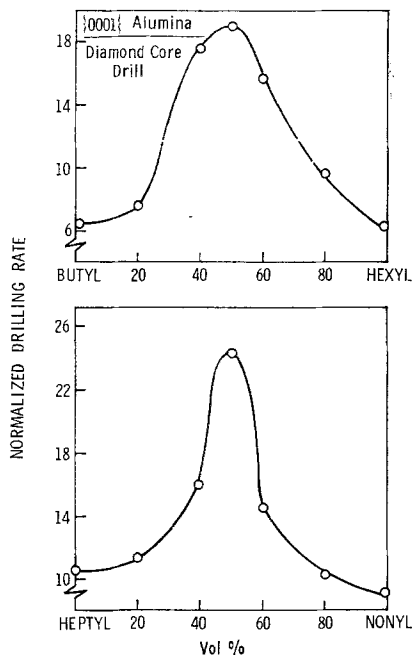 {0001{ Alumina
Diamond Core
Drill
18
14
10
6
BUTYL 20 40 60 80 HEXYL
NORMALIZED DRILLING RATE
26
22
18
14
10
HEPTYL 20 40 60 80 NONYL
Vol %